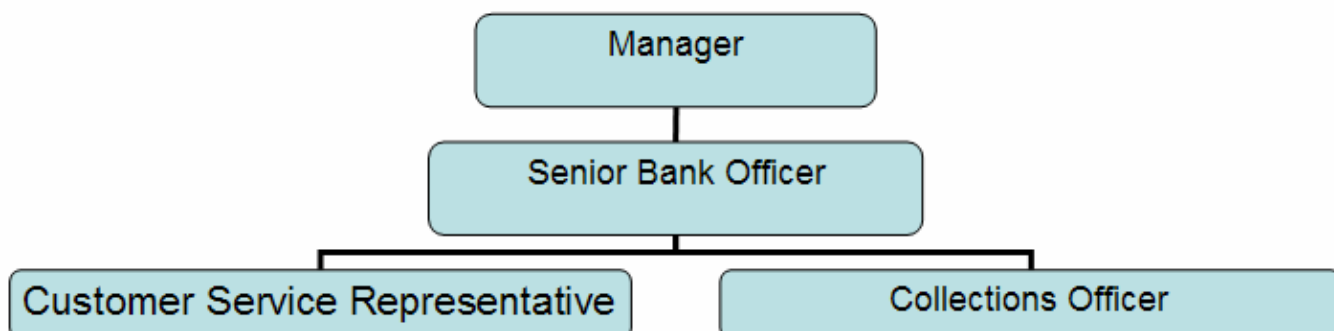 Manager
Senior Bank Officer
Customer Service Representative
Collections Officer